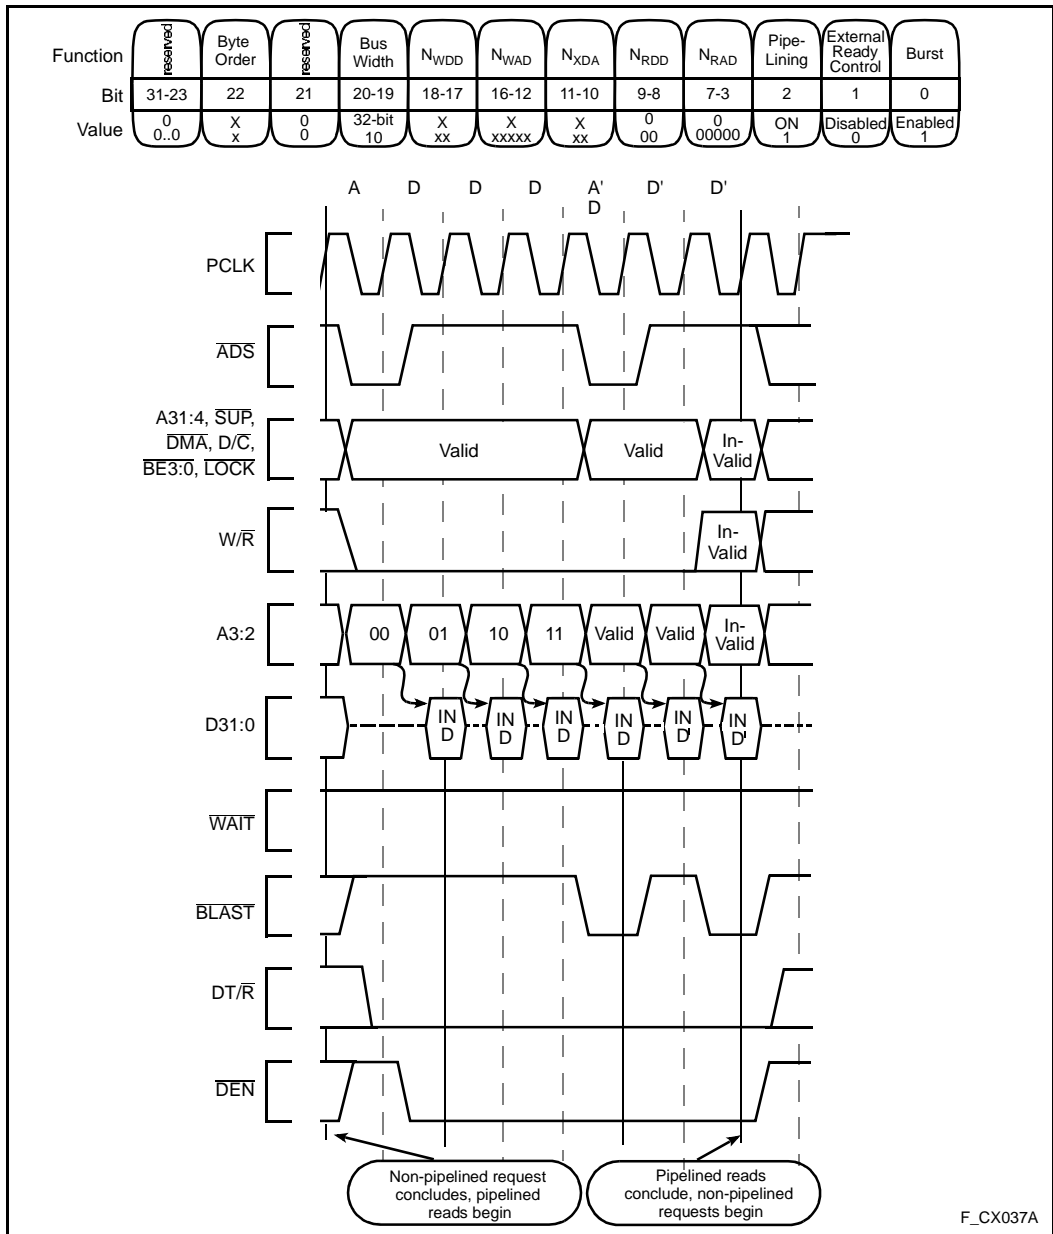 Function reserved Byte Order reserved Bus Width NWDD NWAD NXDA NRDD NRAD Pipe-Lining External Ready Control Burst
Bit 31-23 22 21 20-19 18-17 16-12 11-10 9-8 7-3 2 1 0
Value 0 0..0 X x 0 0 32-bit 10 X xx X xxxxx X xx 0 00 0 00000 ON 1 Disabled 0 Enabled 1
A D D D A' D D' D'
PCLK
ADS
A31:4, SUP,
DMA, D/C,
BE3:0, LOCK
Valid Valid In-Valid
W/R
In-Valid
A3:2
00 01 10 11 Valid Valid In-Valid
D31:0
IN D IN D IN D IN D IN D' IN D'
WAIT
BLAST
DT/R
DEN
Non-pipelined request
concludes, pipelined
reads begin
Pipelined reads
conclude, non-pipelined
requests begin
F_CX037A